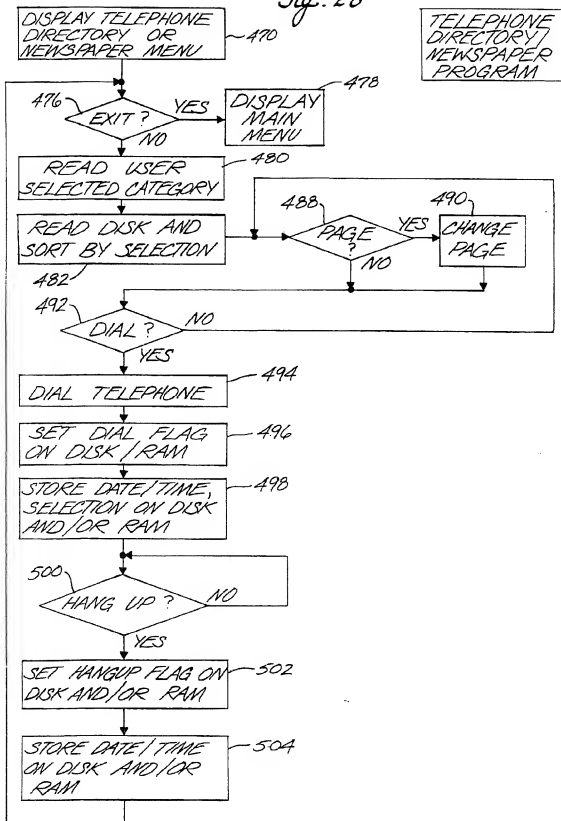 Fig. 28
TELEPHONE
DIRECTORY/
NEWSPAPER
PROGRAM
DISPLAY TELEPHONE
DIRECTORY OR
NEWSPAPER MENU
470
476
EXIT?
YES
NO
478
DISPLAY
MAIN
MENU
480
READ USER
SELECTED CATEGORY
READ DISK AND
SORT BY SELECTION
482
488
PAGE
?
YES
NO
490
CHANGE
PAGE
492
DIAL?
NO
YES
494
DIAL TELEPHONE
SET DIAL FLAG
ON DISK/RAM
496
498
STORE DATE/TIME,
SELECTION ON DISK
AND/OR RAM
500
HANG UP?
NO
YES
SET HANGUP FLAG ON
DISK AND/OR RAM
502
STORE DATE/TIME
ON DISK AND/OR
RAM
504